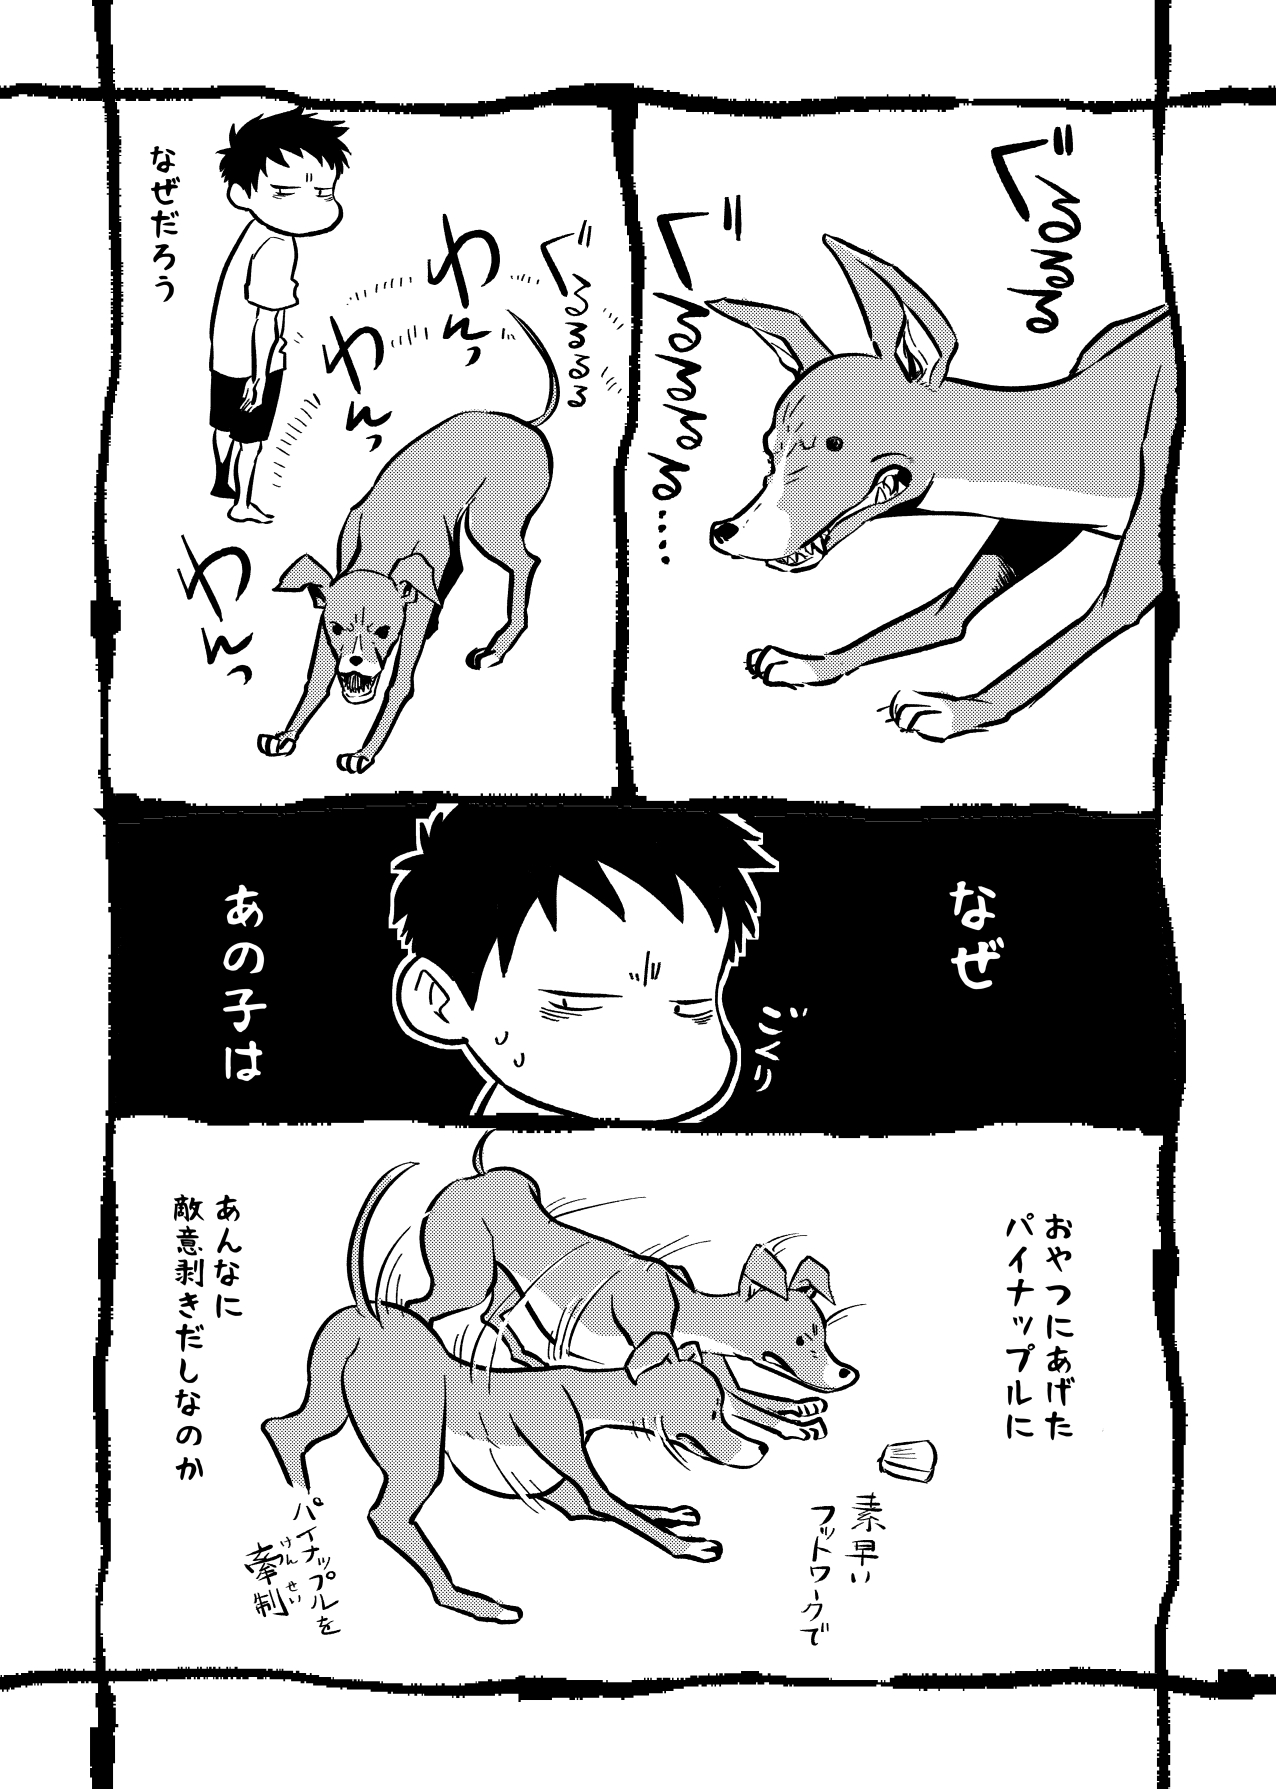 ぐるるるる
ぐるるるるる……
ぐるるるるる
わんっ
わんっ
わんっ
なぜだろう
なぜ
ごくり
あの子は
おやつにあげた
パイナップルに
素早い
フットワークで
パイナップルを
牽制
けんせい
あんなに
敵意剥きだしなのか